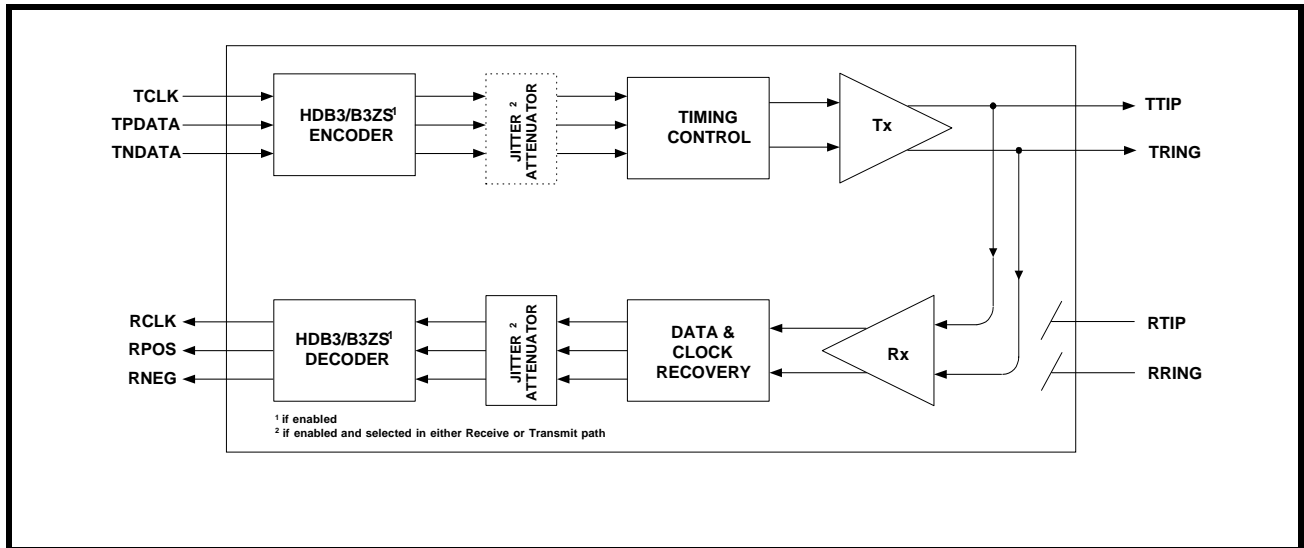 TCLK
TPDATA
TNDATA
HDB3/B3ZS¹
ENCODER
JITTER ²
ATTENUATOR
TIMING
CONTROL
Tx
TTIP
TRING
RCLK
RPOS
RNEG
HDB3/B3ZS¹
DECODER
JITTER ²
ATTENUATOR
DATA &
CLOCK
RECOVERY
Rx
RTIP
RRING
¹ if enabled
² if enabled and selected in either Receive or Transmit path